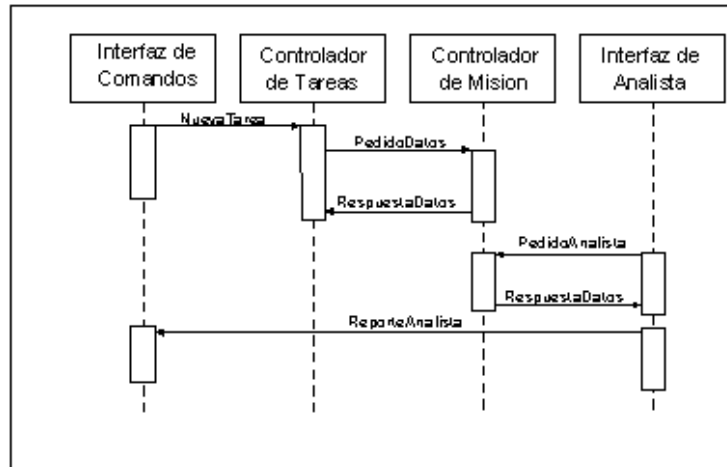 Interfaz de
Comandos
Controlador
de Tareas
Controlador
de Mision
Interfaz de
Analista
NuevaTarea
PedidoDatos
RespuestaDatos
PedidoAnalista
RespuestaDatos
ReporteAnalista